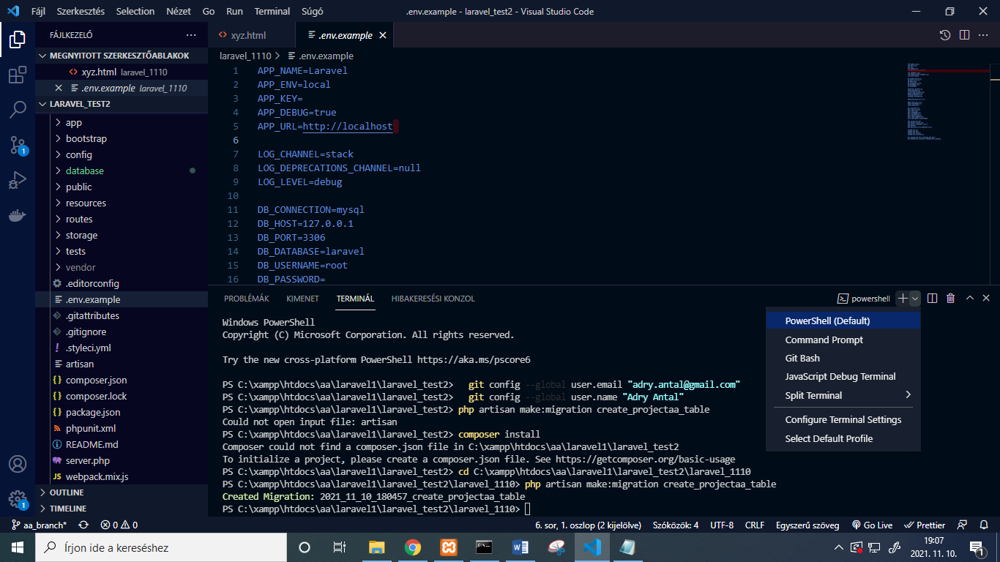 Fájl Szerkesztés Selection Nézet Go Run Terminal Súgó .env.example - laravel_test2 - Visual Studio Code
FÁJLKEZELŐ
MEGNYITOTT SZERKESZTŐABLAKOK
xyz.html laravel_1110
.env.example laravel_1110
LARAVEL_TEST2
app
bootstrap
config
database
public
resources
routes
storage
tests
vendor
.editorconfig
.env.example
.gitattributes
.gitignore
.styleci.yml
artisan
composer.json
composer.lock
package.json
phpunit.xml
README.md
server.php
webpack.mix.js
OUTLINE
TIMELINE
1
1
xyz.html .env.example
laravel_1110 > .env.example
1 APP_NAME=Laravel
2 APP_ENV=local
3 APP_KEY=
4 APP_DEBUG=true
5 APP_URL=http://localhost
6
7 LOG_CHANNEL=stack
8 LOG_DEPRECATIONS_CHANNEL=null
9 LOG_LEVEL=debug
10
11 DB_CONNECTION=mysql
12 DB_HOST=127.0.0.1
13 DB_PORT=3306
14 DB_DATABASE=laravel
15 DB_USERNAME=root
16 DB_PASSWORD=
PROBLÉMÁK KIMENET TERMINÁL HIBAKERESÉSI KONZOL powershell
Windows PowerShell
Copyright (C) Microsoft Corporation. All rights reserved.
Try the new cross-platform PowerShell https://aka.ms/pscore6
PS C:\xampp\htdocs\aa\laravel1\laravel_test2> git config --global user.email "adry.antal@gmail.com"
PS C:\xampp\htdocs\aa\laravel1\laravel_test2> git config --global user.name "Adry Antal"
PS C:\xampp\htdocs\aa\laravel1\laravel_test2> php artisan make:migration create_projectaa_table
Could not open input file: artisan
PS C:\xampp\htdocs\aa\laravel1\laravel_test2> composer install
Composer could not find a composer.json file in C:\xampp\htdocs\aa\laravel1\laravel_test2
To initialize a project, please create a composer.json file. See https://getcomposer.org/basic-usage
PS C:\xampp\htdocs\aa\laravel1\laravel_test2> cd C:\xampp\htdocs\aa\laravel1\laravel_test2\laravel_1110
PS C:\xampp\htdocs\aa\laravel1\laravel_test2\laravel_1110> php artisan make:migration create_projectaa_table
Created Migration: 2021_11_10_180457_create_projectaa_table
PS C:\xampp\htdocs\aa\laravel1\laravel_test2\laravel_1110>
PowerShell (Default)
Command Prompt
Git Bash
JavaScript Debug Terminal
Split Terminal
Configure Terminal Settings
Select Default Profile
aa_branch* 0 0 6. sor, 1. oszlop (2 kijelölve) Szóközök: 4 UTF-8 CRLF Egyszerű szöveg Go Live Prettier
Írjon ide a kereséshez
19:07
2021. 11. 10.
1